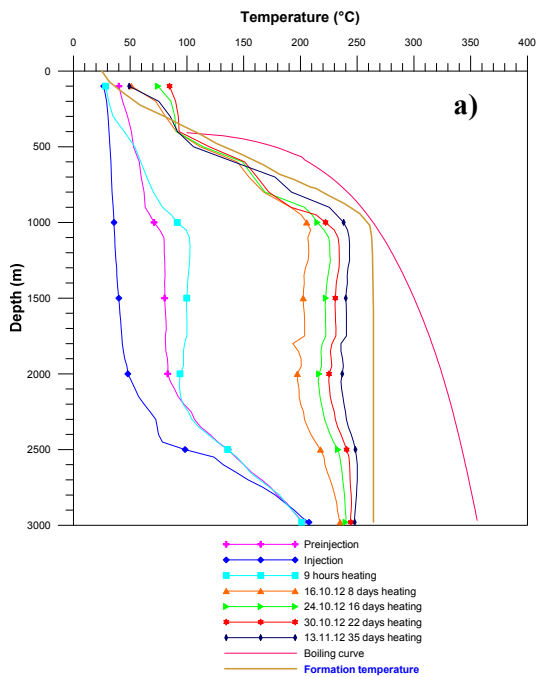 Temperature (°C)
0 50 100 150 200 250 300 350 400
a)
0
500
1000
1500
2000
2500
3000
Depth (m)
Preinjection
Injection
9 hours heating
16.10.12 8 days heating
24.10.12 16 days heating
30.10.12 22 days heating
13.11.12 35 days heating
Boiling curve
Formation temperature